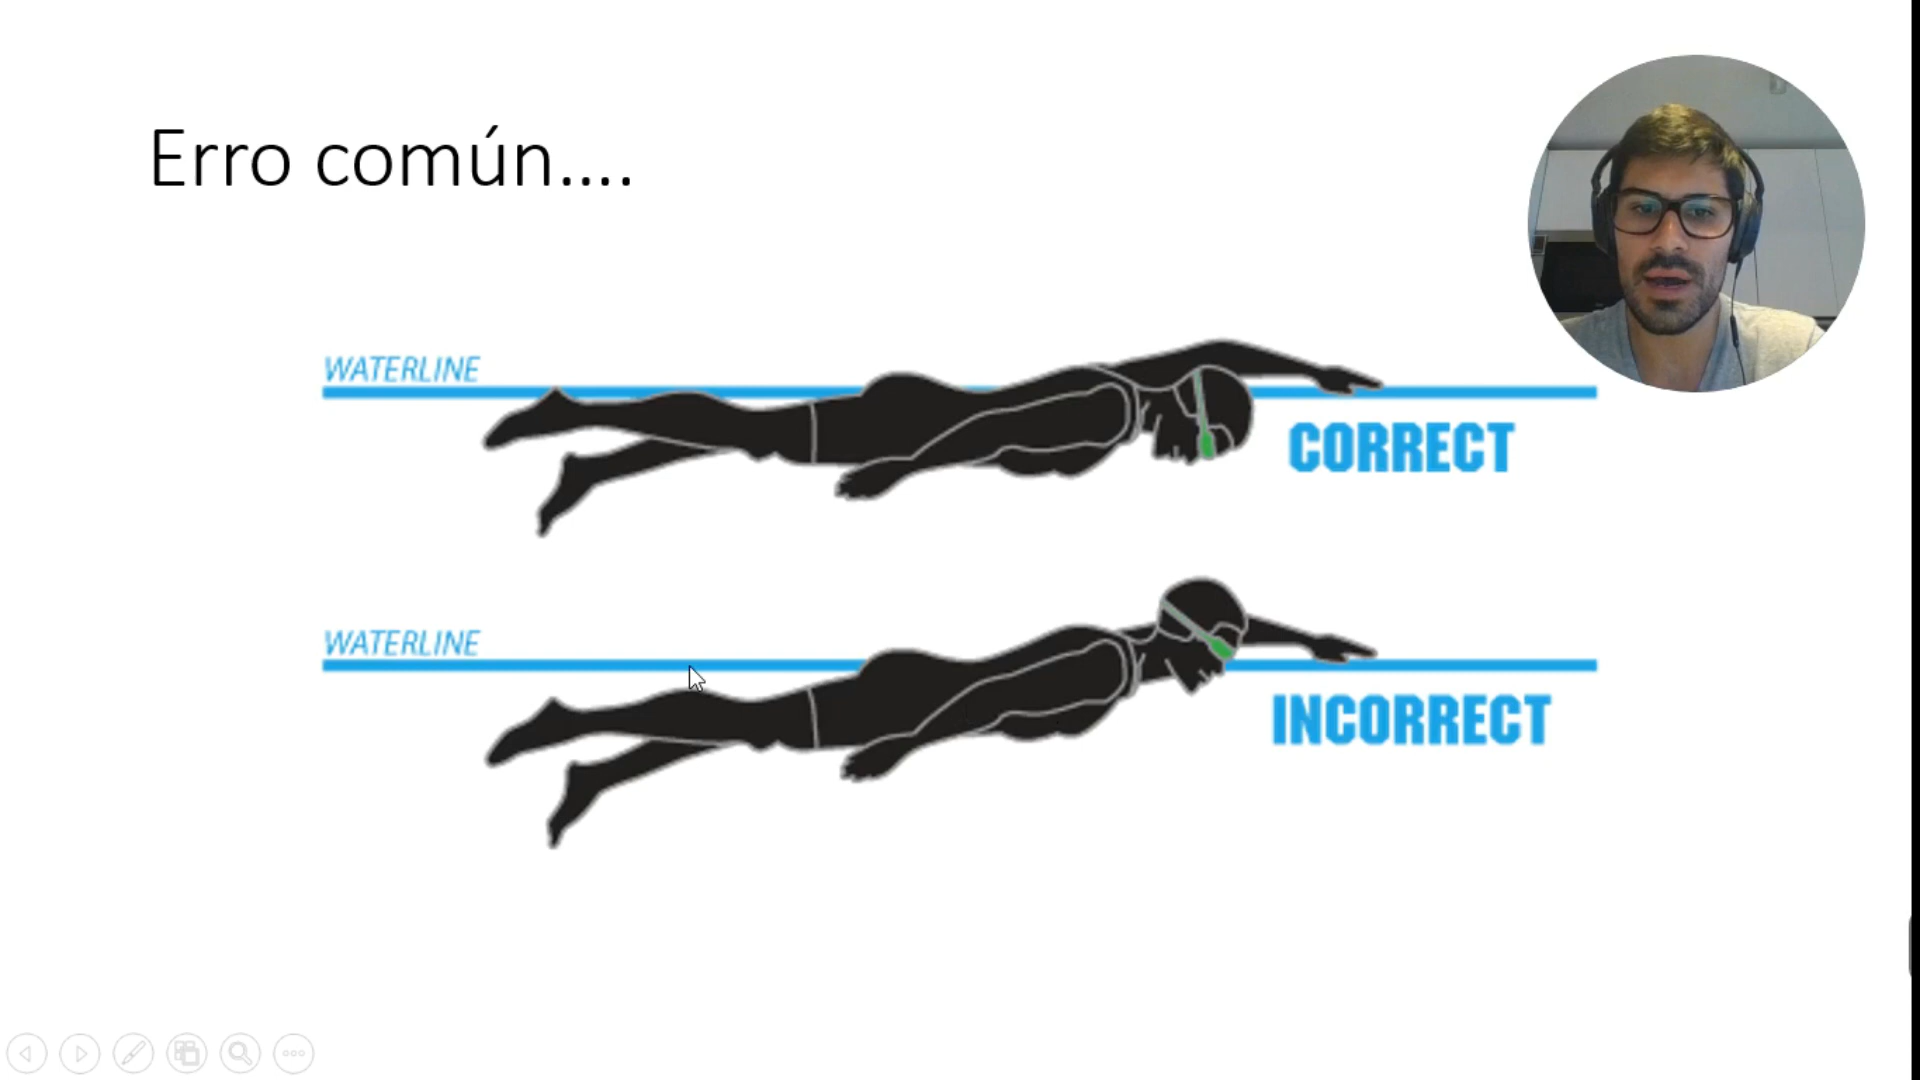 Erro común....
WATERLINE
CORRECT
WATERLINE
INCORRECT